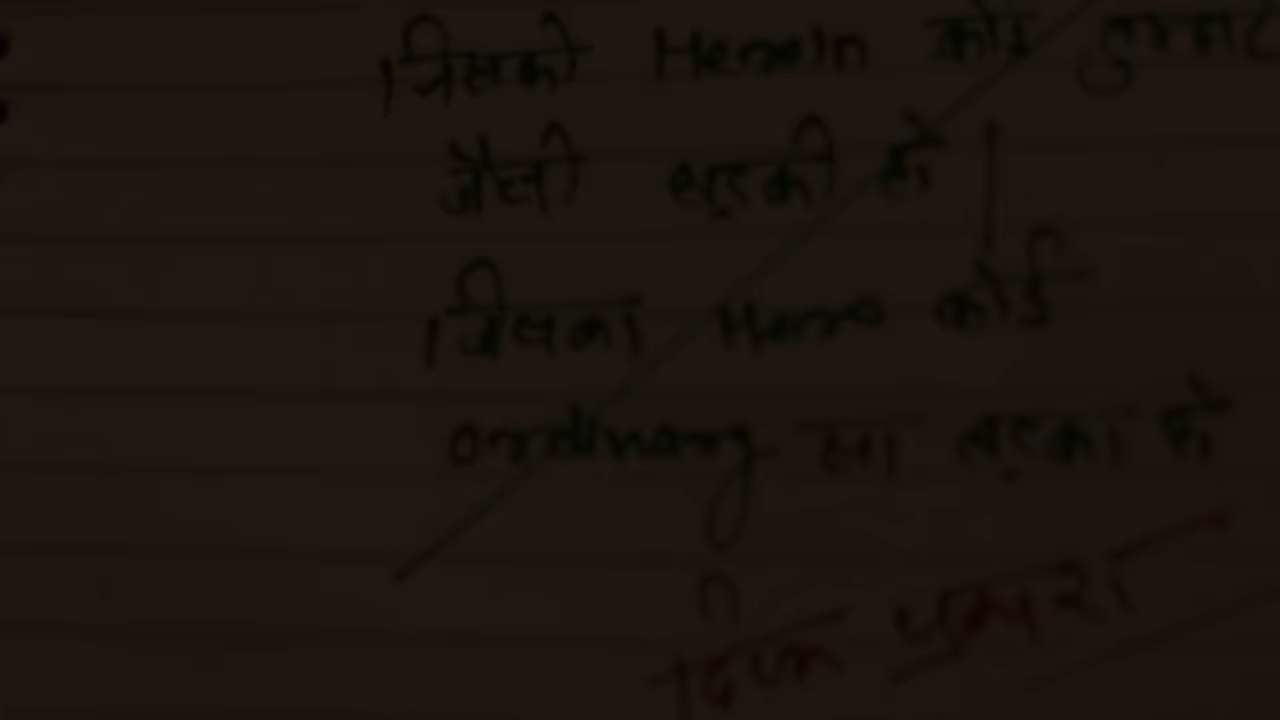 जिसकी Heroin कोई
जैसी लड़की हो
जिसका Hero कोई
ordinary सा लड़का हो